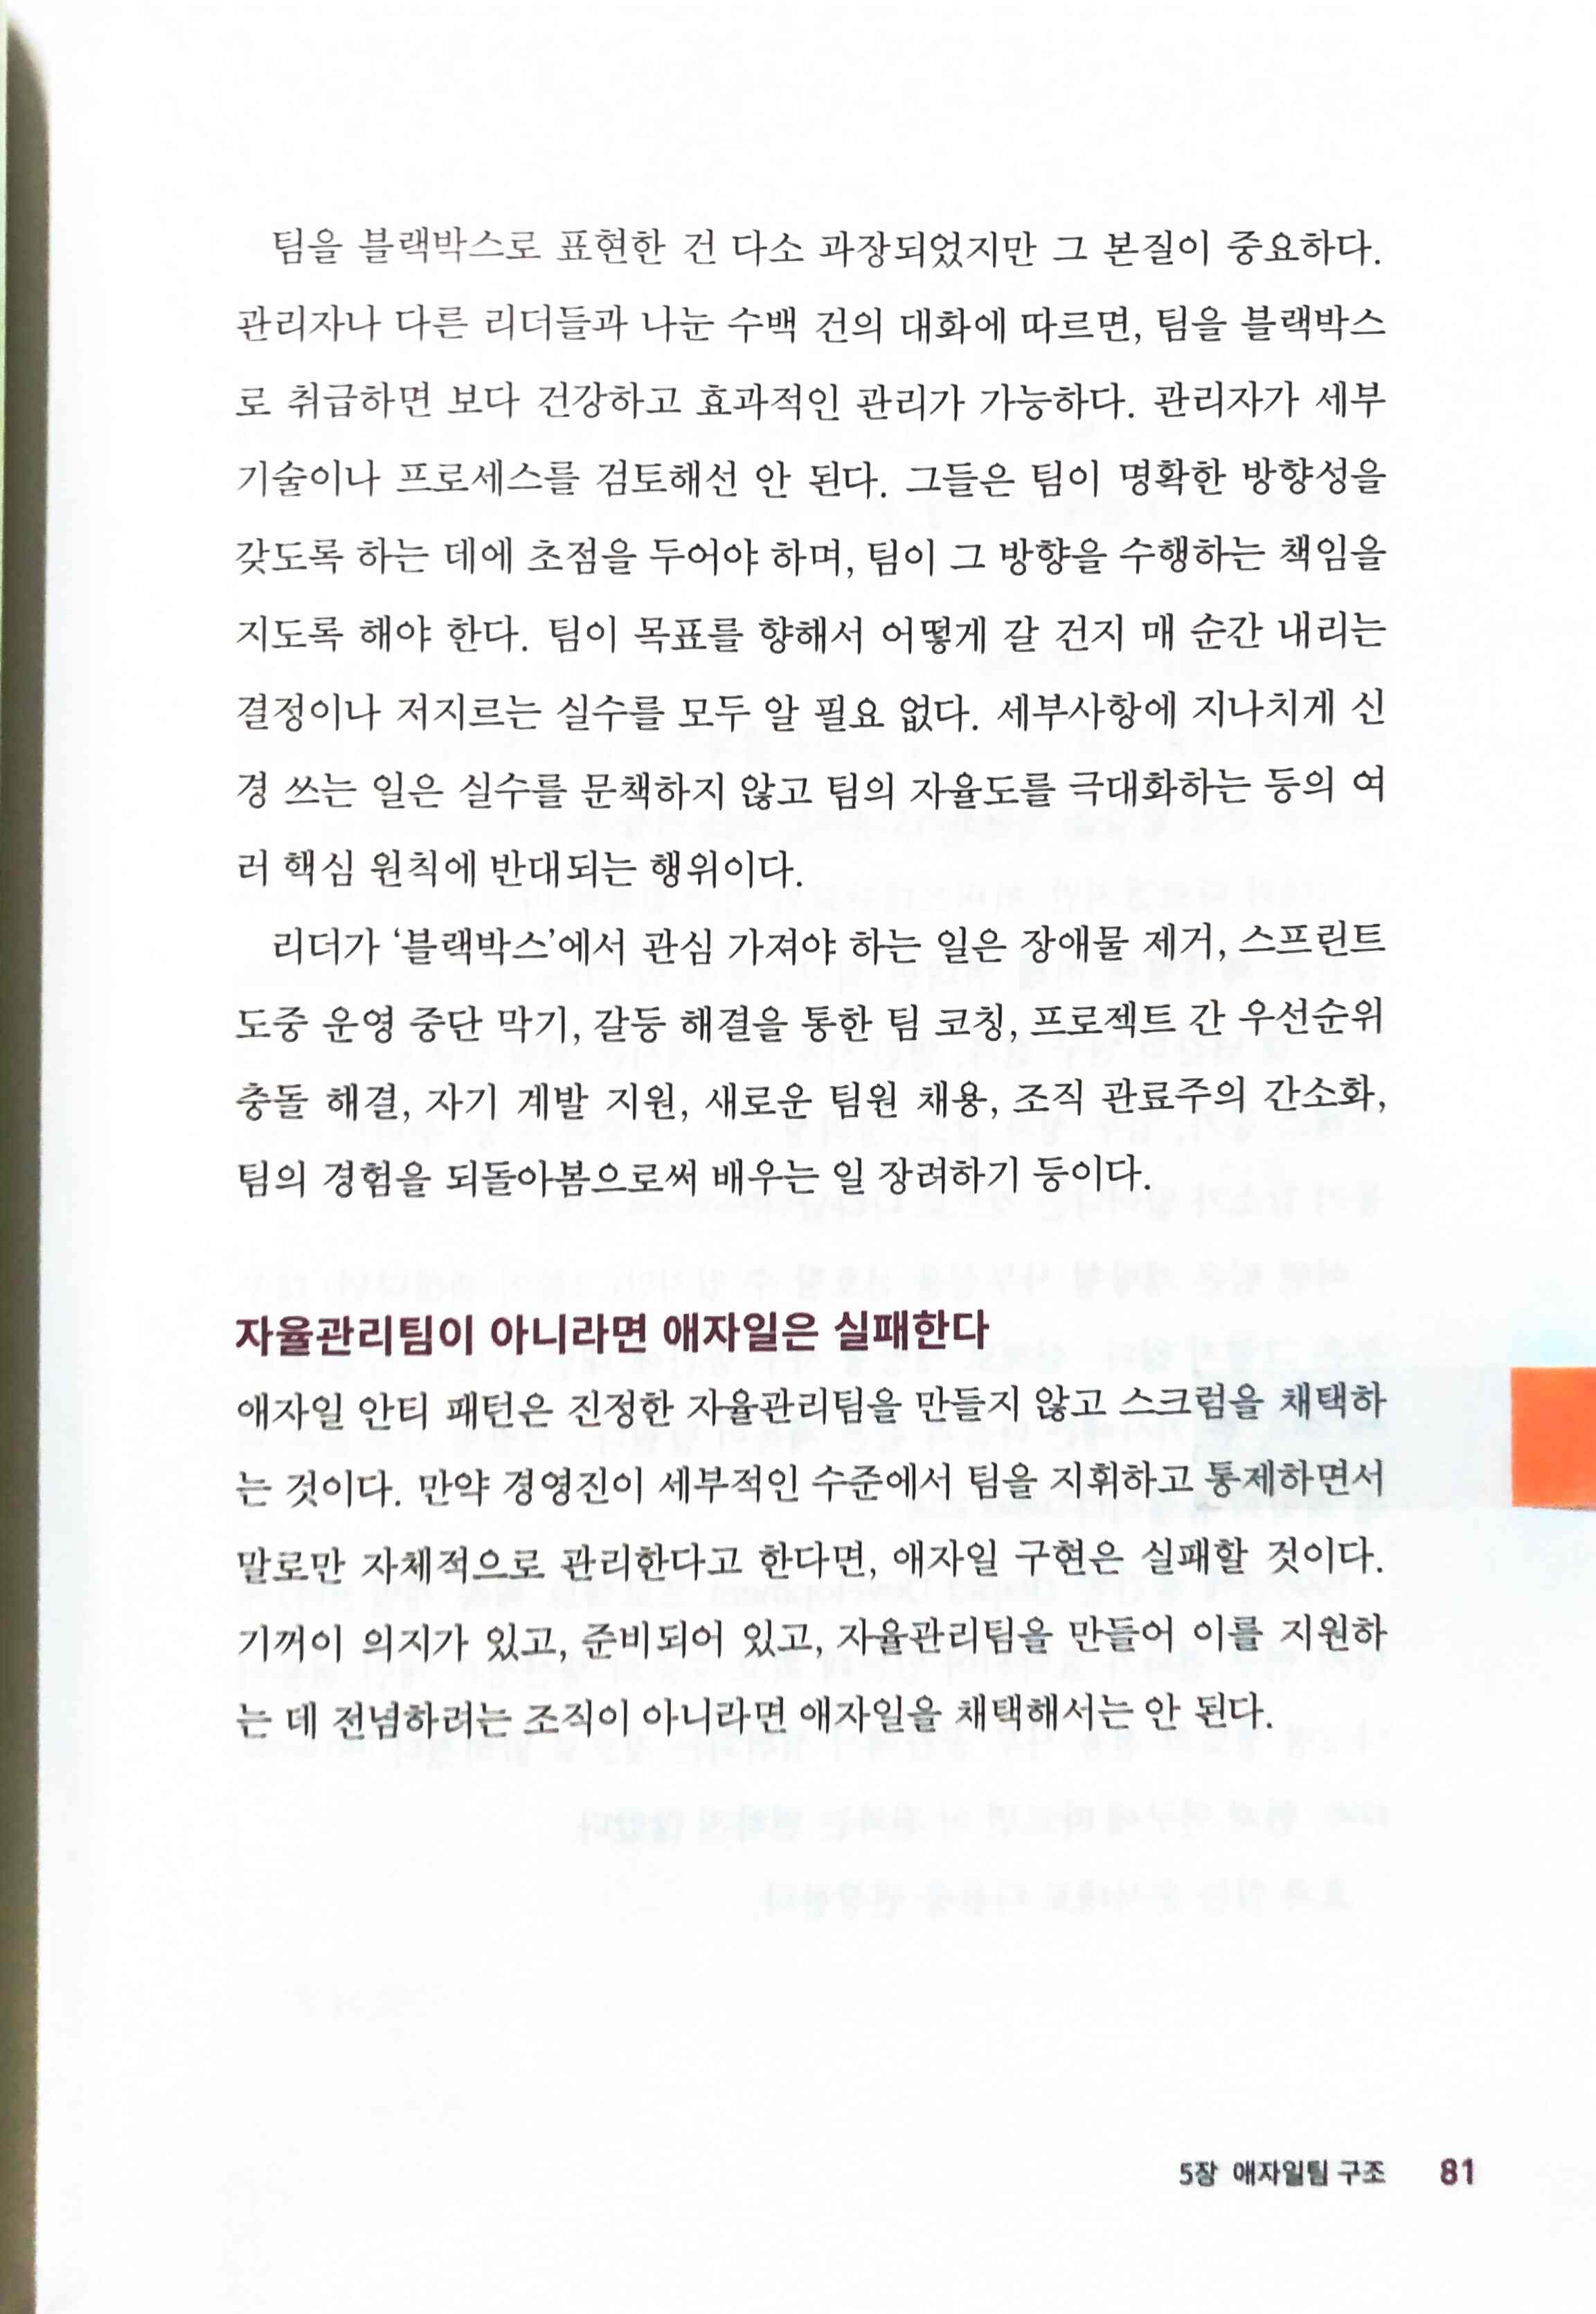 팀을 블랙박스로 표현한 건 다소 과장되었지만 그 본질이 중요하다.
관리자나 다른 리더들과 나눈 수백 건의 대화에 따르면, 팀을 블랙박스
로 취급하면 보다 건강하고 효과적인 관리가 가능하다. 관리자가 세부
기술이나 프로세스를 검토해선 안 된다. 그들은 팀이 명확한 방향성을
갖도록 하는 데에 초점을 두어야 하며, 팀이 그 방향을 수행하는 책임을
지도록 해야 한다. 팀이 목표를 향해서 어떻게 갈 건지 매 순간 내리는
결정이나 저지르는 실수를 모두 알 필요 없다. 세부사항에 지나치게 신
경 쓰는 일은 실수를 문책하지 않고 팀의 자율도를 극대화하는 등의 여
러 핵심 원칙에 반대되는 행위이다.
리더가 ‘블랙박스’에서 관심 가져야 하는 일은 장애물 제거, 스프린트
도중 운영 중단 막기, 갈등 해결을 통한 팀 코칭, 프로젝트 간 우선순위
충돌 해결, 자기 계발 지원, 새로운 팀원 채용, 조직 관료주의 간소화,
팀의 경험을 되돌아봄으로써 배우는 일 장려하기 등이다.
자율관리팀이 아니라면 애자일은 실패한다
애자일 안티 패턴은 진정한 자율관리팀을 만들지 않고 스크럼을 채택하
는 것이다. 만약 경영진이 세부적인 수준에서 팀을 지휘하고 통제하면서
말로만 자체적으로 관리한다고 한다면, 애자일 구현은 실패할 것이다.
기꺼이 의지가 있고, 준비되어 있고, 자율관리팀을 만들어 이를 지원하
는 데 전념하려는 조직이 아니라면 애자일을 채택해서는 안 된다.
5장 애자일팀 구조 81